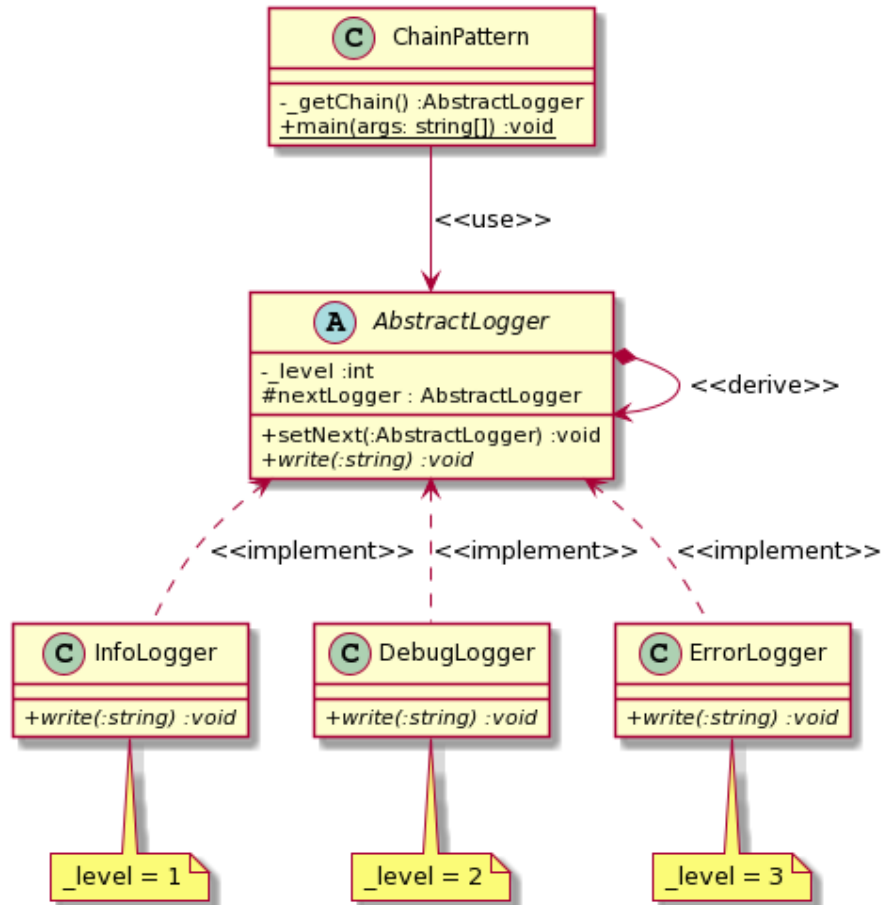 C ChainPattern
-_getChain() :AbstractLogger
+main(args: string[]) :void
<<use>>
A AbstractLogger
-_level :int
#nextLogger : AbstractLogger
<<derive>>
+setNext(:AbstractLogger) :void
+write(:string) :void
<<implement>> <<implement>> <<implement>>
C InfoLogger
C DebugLogger
C ErrorLogger
+write(:string) :void
+write(:string) :void
+write(:string) :void
_level = 1
_level = 2
_level = 3